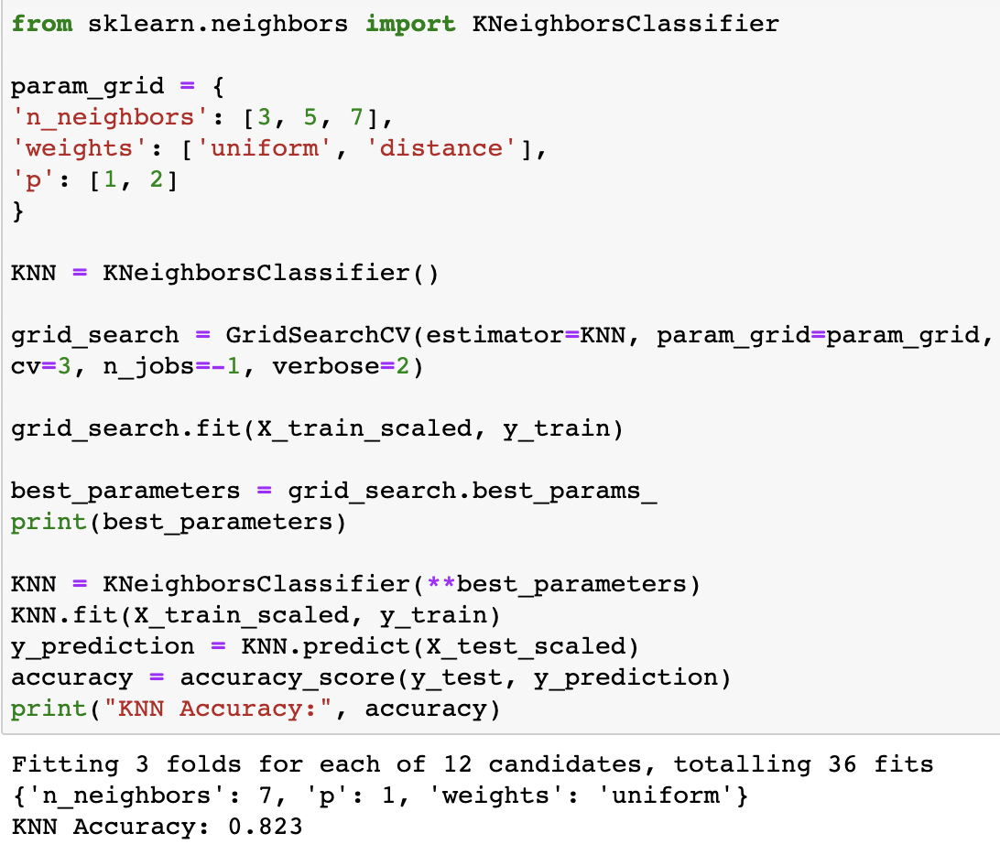 from sklearn.neighbors import KNeighborsClassifier
param_grid = {
'n_neighbors': [3, 5, 7],
'weights': ['uniform', 'distance'],
'p': [1, 2]
}
KNN = KNeighborsClassifier()
grid_search = GridSearchCV(estimator=KNN, param_grid=param_grid,
cv=3, n_jobs=-1, verbose=2)
grid_search.fit(X_train_scaled, y_train)
best_parameters = grid_search.best_params_
print(best_parameters)
KNN = KNeighborsClassifier(**best_parameters)
KNN.fit(X_train_scaled, y_train)
y_prediction = KNN.predict(X_test_scaled)
accuracy = accuracy_score(y_test, y_prediction)
print("KNN Accuracy:", accuracy)
Fitting 3 folds for each of 12 candidates, totalling 36 fits
{'n_neighbors': 7, 'p': 1, 'weights': 'uniform'}
KNN Accuracy: 0.823